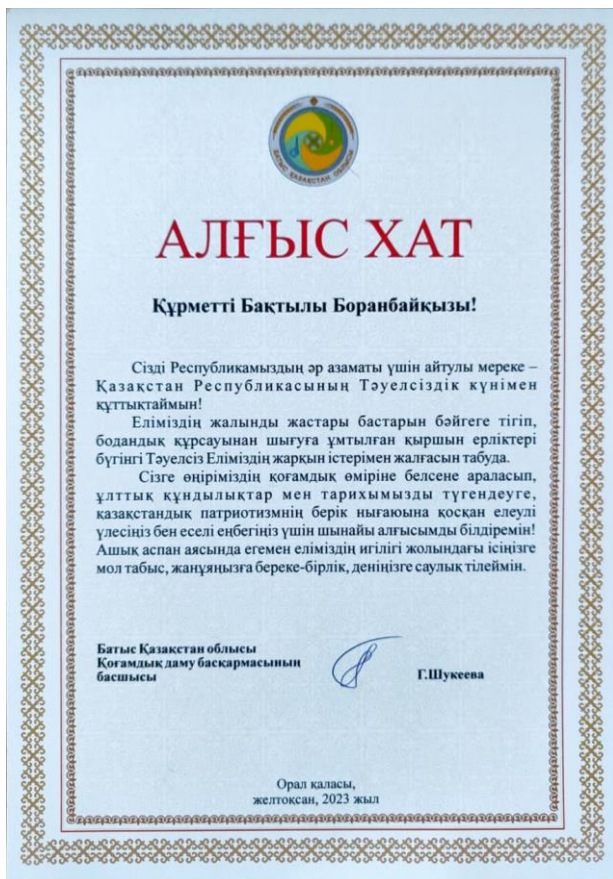 БАТЫС ҚАЗАҚСТАН ОБЛЫСЫ
АЛҒЫС ХАТ
Құрметті Бақтылы Боранбайқызы!
Сізді Республикамыздың әр азаматы үшін айтулы мереке –
Қазақстан Республикасының Тәуелсіздік күнімен
құттықтаймын!
Еліміздің жалынды жастары бастарын бәйгеге тігіп,
бодандық құрсауынан шығуға ұмтылған қыршын ерліктері
бүгінгі Тәуелсіз Еліміздің жарқын істерімен жалғасын табуда.
Сізге өңіріміздің қоғамдық өміріне белсене араласып,
ұлттық құндылықтар мен тарихымызды түгендеуге,
қазақстандық патриотизмнің берік нығаюына қосқан елеулі
үлесіңіз бен еселі еңбегіңіз үшін шынайы алғысымды білдіремін!
Ашық аспан аясында егемен еліміздің игілігі жолындағы ісіңізге
мол табыс, жанұяңызға береке-бірлік, деніңізге саулық тілеймін.
Батыс Қазақстан облысы
Қоғамдық даму басқармасының
басшысы
Г.Шукеева
Орал қаласы,
желтоқсан, 2023 жыл